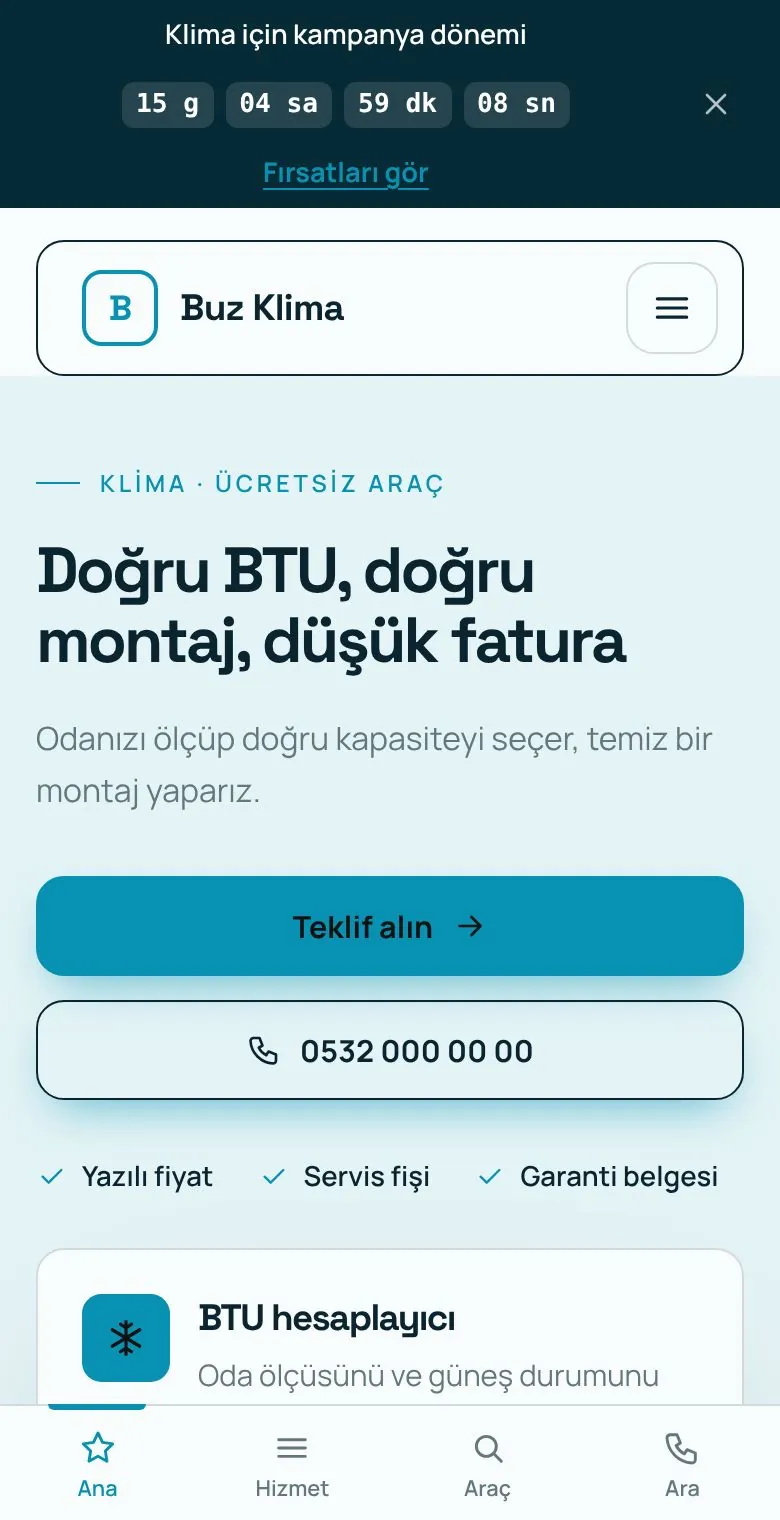 Klima için kampanya dönemi
15 g 04 sa 59 dk 08 sn
Fırsatları gör
B Buz Klima
KLİMA · ÜCRETSİZ ARAÇ
Doğru BTU, doğru
montaj, düşük fatura
Odanızı ölçüp doğru kapasiteyi seçer, temiz bir
montaj yaparız.
Teklif alın →
0532 000 00 00
Yazılı fiyat Servis fişi Garanti belgesi
BTU hesaplayıcı
Oda ölçüsünü ve güneş durumunu
Ana Hizmet Araç Ara